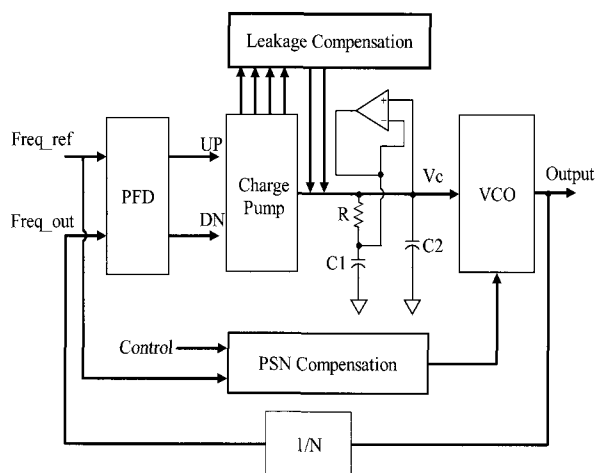 Leakage Compensation
Freq_ref
UP
PFD
Charge
Pump
Freq_out
DN
+
−
Vc
VCO
Output
R
C1
C2
Control
PSN Compensation
1/N